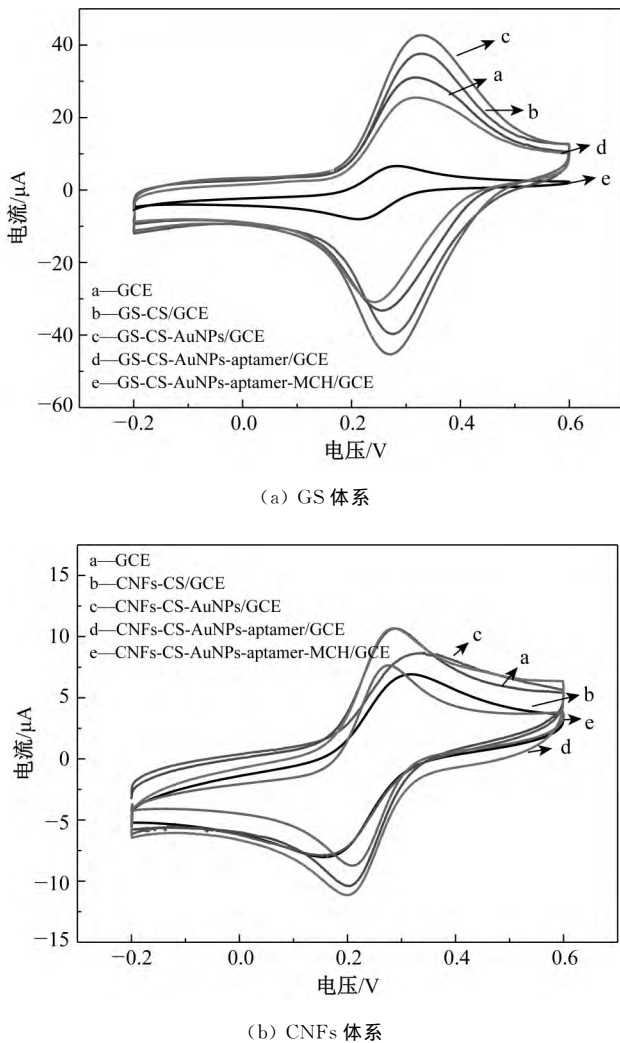 40
20
0
−20
−40
−60
电流/μA
c
a
b
d
e
a—GCE
b—GS-CS/GCE
c—GS-CS-AuNPs/GCE
d—GS-CS-AuNPs-aptamer/GCE
e—GS-CS-AuNPs-aptamer-MCH/GCE
−0.2 0.0 0.2 0.4 0.6
电压/V
(a) GS 体系
15
10
5
0
−5
−10
−15
电流/μA
a—GCE
b—CNFs-CS/GCE
c—CNFs-CS-AuNPs/GCE
d—CNFs-CS-AuNPs-aptamer/GCE
e—CNFs-CS-AuNPs-aptamer-MCH/GCE
c
a
b
e
d
−0.2 0.0 0.2 0.4 0.6
电压/V
(b) CNFs 体系